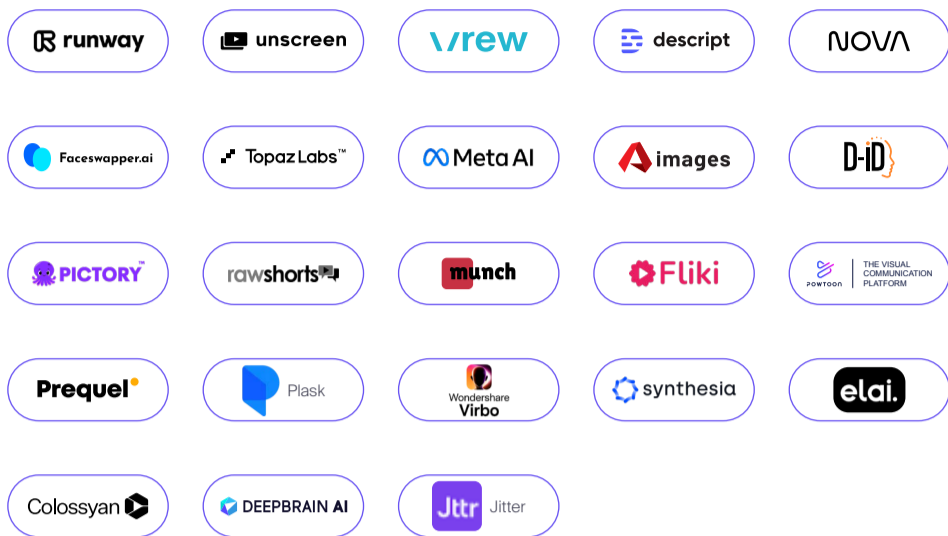 runway
unscreen
Vrew
descript
NOVA
Faceswapper.ai
Topaz Labs™
Meta AI
images
D-iD
PICTORY™
rawshorts
munch
Fliki
POWTOON
THE VISUAL
COMMUNICATION
PLATFORM
Prequel
Plask
Wondershare
Virbo
synthesia
elai.
Colossyan
DEEPBRAIN AI
Jttr Jitter